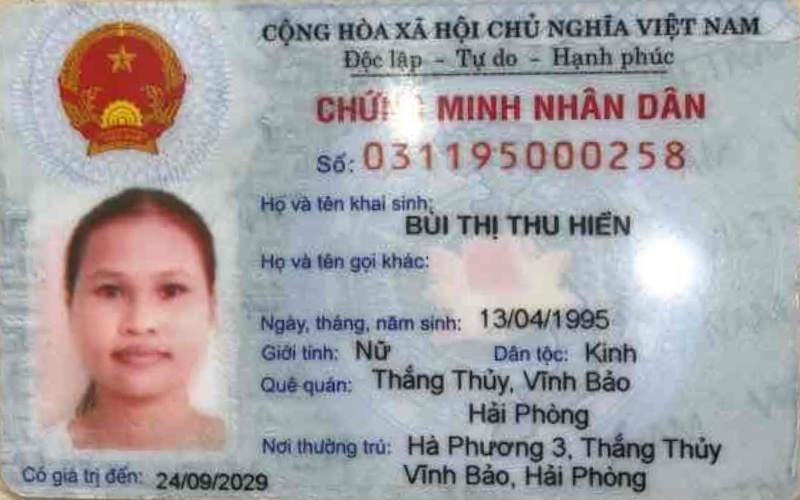 CỘNG HÒA XÃ HỘI CHỦ NGHĨA VIỆT NAM
Độc lập - Tự do - Hạnh phúc
CHỨNG MINH NHÂN DÂN
Số: 031195000258
Họ và tên khai sinh:
BÙI THỊ THU HIỀN
Họ và tên gọi khác:
Ngày, tháng, năm sinh: 13/04/1995
Giới tính: Nữ Dân tộc: Kinh
Quê quán: Thắng Thủy, Vĩnh Bảo
Hải Phòng
Nơi thường trú: Hà Phương 3, Thắng Thủy
Vĩnh Bảo, Hải Phòng
Có giá trị đến: 24/09/2029